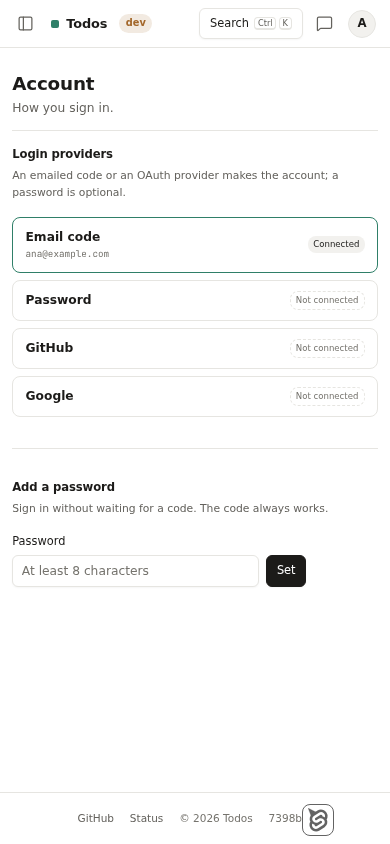 Todos dev Search Ctrl K A
Account
How you sign in.
Login providers
An emailed code or an OAuth provider makes the account; a
password is optional.
Email code
ana@example.com
Connected
Password Not connected
GitHub Not connected
Google Not connected
Add a password
Sign in without waiting for a code. The code always works.
Password
At least 8 characters Set
GitHub Status © 2026 Todos 7398b